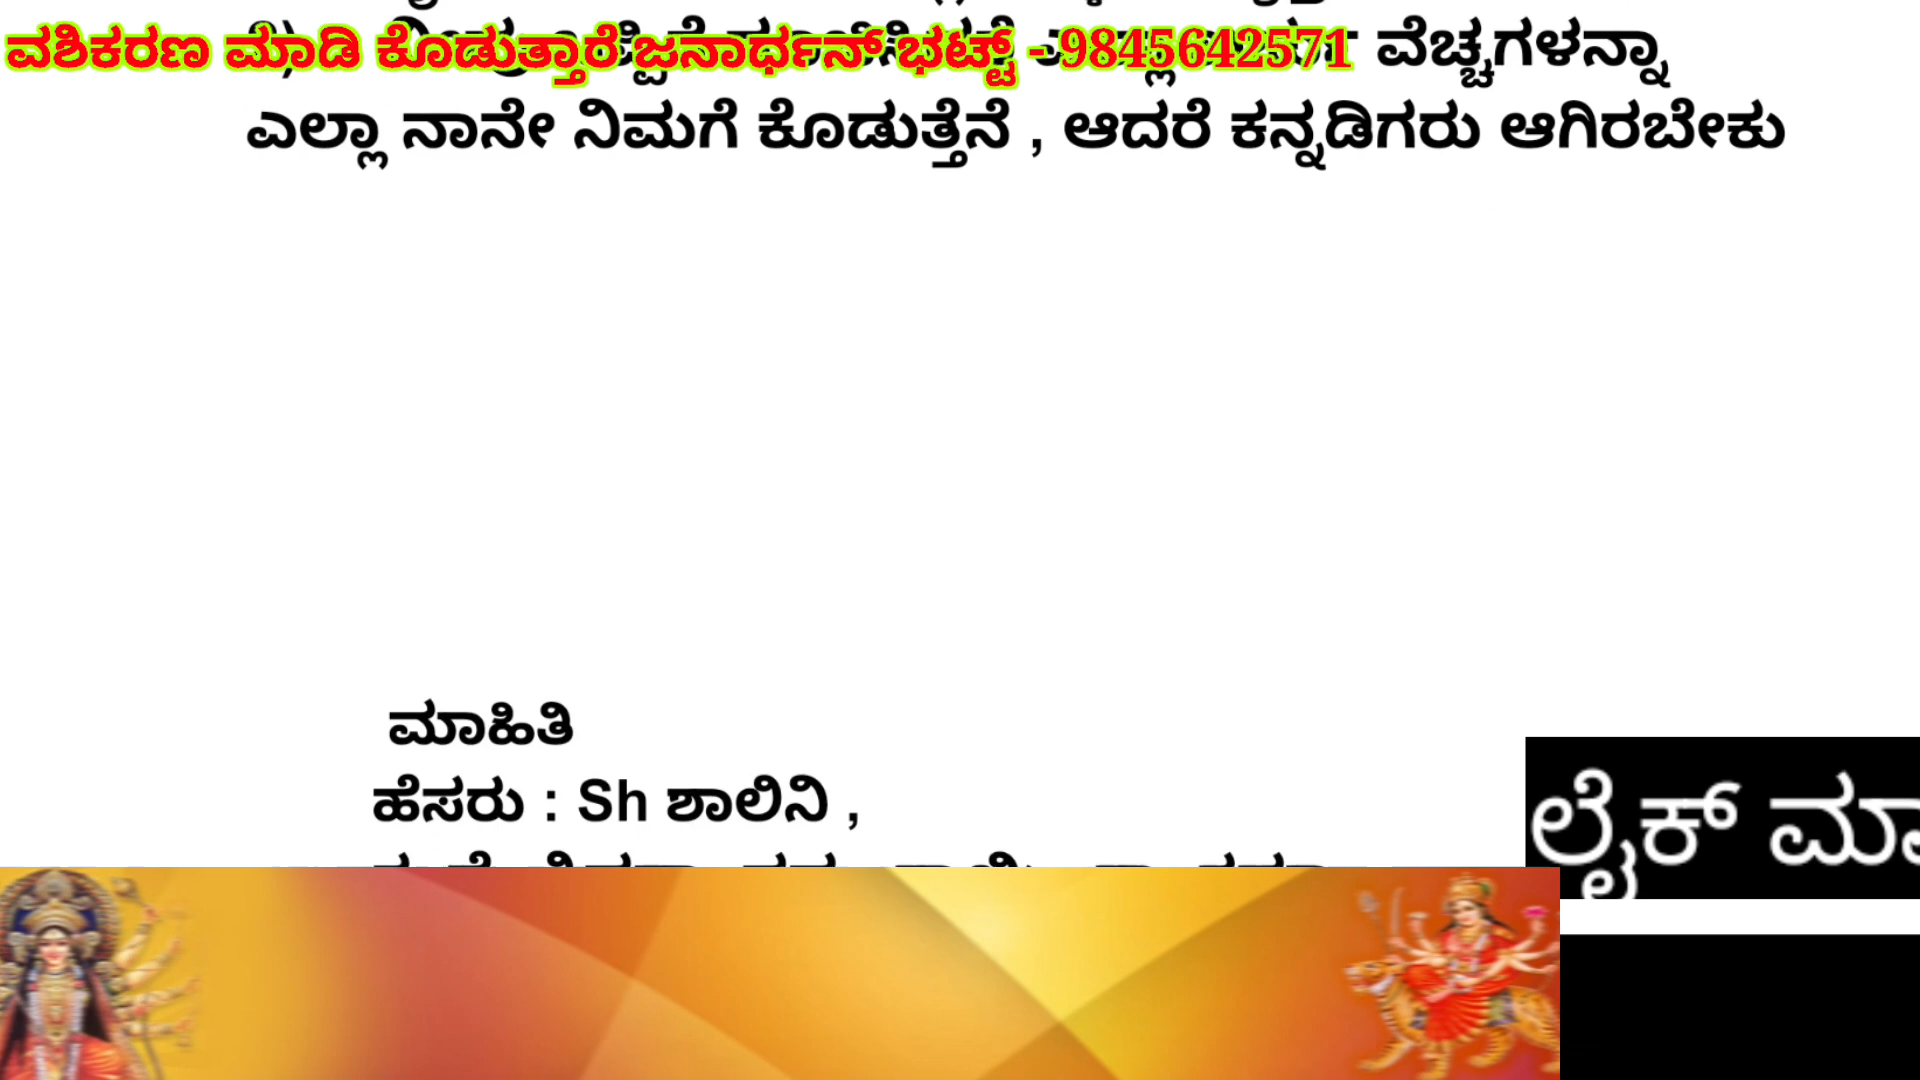 ವಶಿಕರಣ ಮಾಡಿ ಕೊಡುತ್ತಾರೆ ಜನಾರ್ಧನ್ ಭಟ್ಟ್ - 9845642571
ವೆಚ್ಚಗಳನ್ನಾ
ಎಲ್ಲಾ ನಾನೇ ನಿಮಗೆ ಕೊಡುತ್ತೆನೆ , ಆದರೆ ಕನ್ನಡಿಗರು ಆಗಿರಬೇಕು
ಮಾಹಿತಿ
ಹೆಸರು : Sh ಶಾಲಿನಿ ,
ಲೈಕ್ ಮಾ